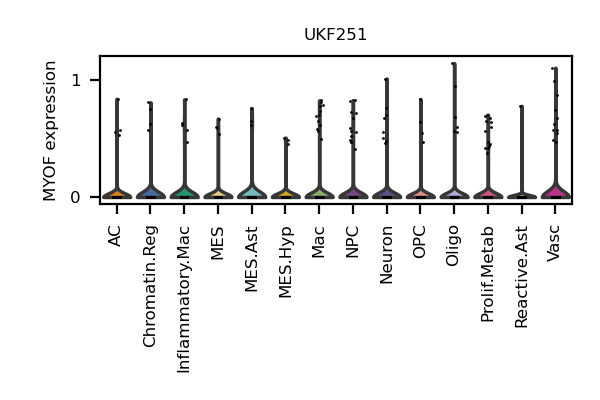 UKF251
MYOF expression
1
0
AC
Chromatin.Reg
Inflammatory.Mac
MES
MES.Ast
MES.Hyp
Mac
NPC
Neuron
OPC
Oligo
Prolif.Metab
Reactive.Ast
Vasc